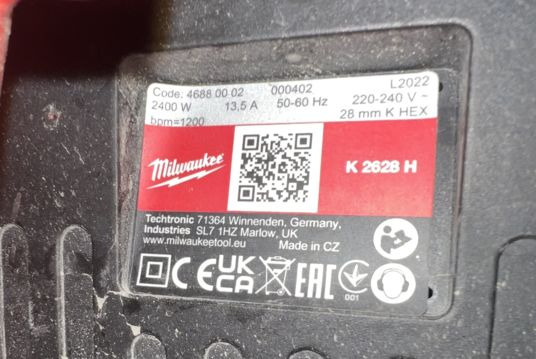 Code: 4688 00 02 000402 L2022
2400 W 13,5 A 50-60 Hz 220-240 V ~
bpm=1200 28 mm K HEX
Milwaukee
K 2628 H
Techtronic 71364 Winnenden, Germany,
Industries SL7 1HZ Marlow, UK
www.milwaukeetool.eu Made in CZ
CE UK CA EAC 001